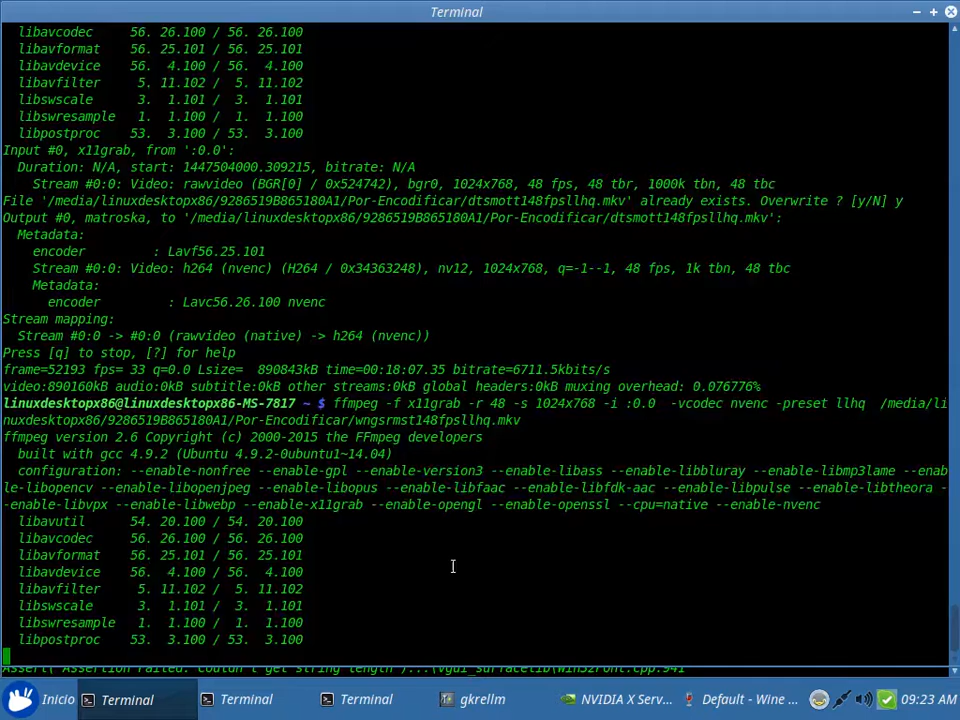 Terminal
libavcodec     56. 26.100 / 56. 26.100
libavformat    56. 25.101 / 56. 25.101
libavdevice    56.  4.100 / 56.  4.100
libavfilter     5. 11.102 /  5. 11.102
libswscale      3.  1.101 /  3.  1.101
libswresample   1.  1.100 /  1.  1.100
libpostproc    53.  3.100 / 53.  3.100
Input #0, x11grab, from ':0.0':
Duration: N/A, start: 1447504000.309215, bitrate: N/A
Stream #0:0: Video: rawvideo (BGR[0] / 0x524742), bgr0, 1024x768, 48 fps, 48 tbr, 1000k tbn, 48 tbc
File '/media/linuxdesktopx86/9286519B865180A1/Por-Encodificar/dtsmott148fpsllhq.mkv' already exists. Overwrite ? [y/N] y
Output #0, matroska, to '/media/linuxdesktopx86/9286519B865180A1/Por-Encodificar/dtsmott148fpsllhq.mkv':
Metadata:
encoder         : Lavf56.25.101
Stream #0:0: Video: h264 (nvenc) (H264 / 0x34363248), nv12, 1024x768, q=-1--1, 48 fps, 1k tbn, 48 tbc
Metadata:
encoder         : Lavc56.26.100 nvenc
Stream mapping:
Stream #0:0 -> #0:0 (rawvideo (native) -> h264 (nvenc))
Press [q] to stop, [?] for help
frame=52193 fps= 33 q=0.0 Lsize=  890843kB time=00:18:07.35 bitrate=6711.5kbits/s
video:890160kB audio:0kB subtitle:0kB other streams:0kB global headers:0kB muxing overhead: 0.076776%
linuxdesktopx86@linuxdesktopx86-MS-7817 ~ $ ffmpeg -f x11grab -r 48 -s 1024x768 -i :0.0  -vcodec nvenc -preset llhq  /media/li
nuxdesktopx86/9286519B865180A1/Por-Encodificar/wngsrmst148fpsllhq.mkv
ffmpeg version 2.6 Copyright (c) 2000-2015 the FFmpeg developers
built with gcc 4.9.2 (Ubuntu 4.9.2-0ubuntu1~14.04)
configuration: --enable-nonfree --enable-gpl --enable-version3 --enable-libass --enable-libbluray --enable-libmp3lame --enab
le-libopencv --enable-libopenjpeg --enable-libopus --enable-libfaac --enable-libfdk-aac --enable-libpulse --enable-libtheora -
-enable-libvpx --enable-libwebp --enable-x11grab --enable-opengl --enable-openssl --cpu=native --enable-nvenc
libavutil      54. 20.100 / 54. 20.100
libavcodec     56. 26.100 / 56. 26.100
libavformat    56. 25.101 / 56. 25.101
libavdevice    56.  4.100 / 56.  4.100
libavfilter     5. 11.102 /  5. 11.102
libswscale      3.  1.101 /  3.  1.101
libswresample   1.  1.100 /  1.  1.100
libpostproc    53.  3.100 / 53.  3.100
Assert( Assertion Failed: Couldn't get string length ):..\vgui_surfacelib\Win32Font.cpp:941
Inicio Terminal Terminal Terminal gkrellm NVIDIA X Serv... Default - Wine ... 09:23 AM